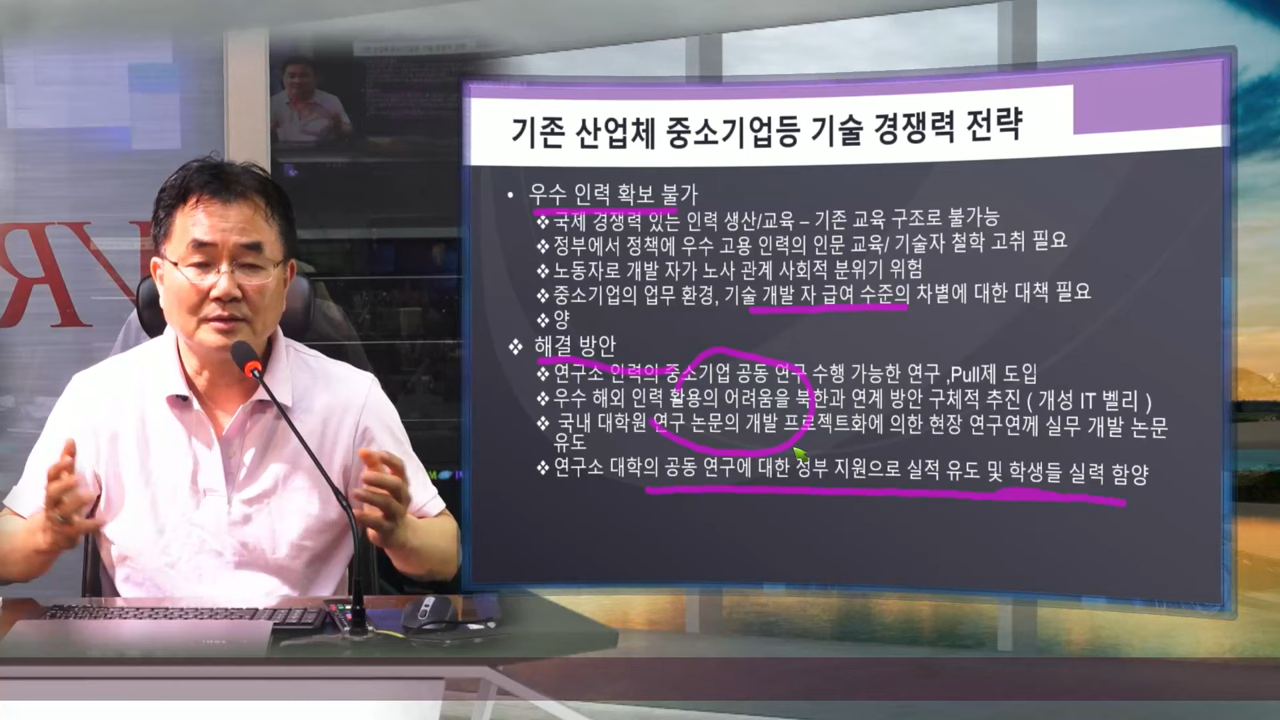 기존 산업체 중소기업등 기술 경쟁력 전략
• 우수 인력 확보 불가
❖국제 경쟁력 있는 인력 생산/교육 – 기존 교육 구조로 불가능
❖정부에서 정책에 우수 고용 인력의 인문 교육/ 기술자 철학 고취 필요
❖노동자로 개발 자가 노사 관계 사회적 분위기 위험
❖중소기업의 업무 환경, 기술 개발 자 급여 수준의 차별에 대한 대책 필요
❖양
❖ 해결 방안
❖연구소 인력의 중소기업 공동 연구 수행 가능한 연구 ,Pull제 도입
❖우수 해외 인력 활용의 어려움을 북한과 연계 방안 구체적 추진 ( 개성 IT 벨리 )
❖ 국내 대학원 연구 논문의 개발 프로젝트화에 의한 현장 연구연께 실무 개발 논문
유도
❖연구소 대학의 공동 연구에 대한 정부 지원으로 실적 유도 및 학생들 실력 함양